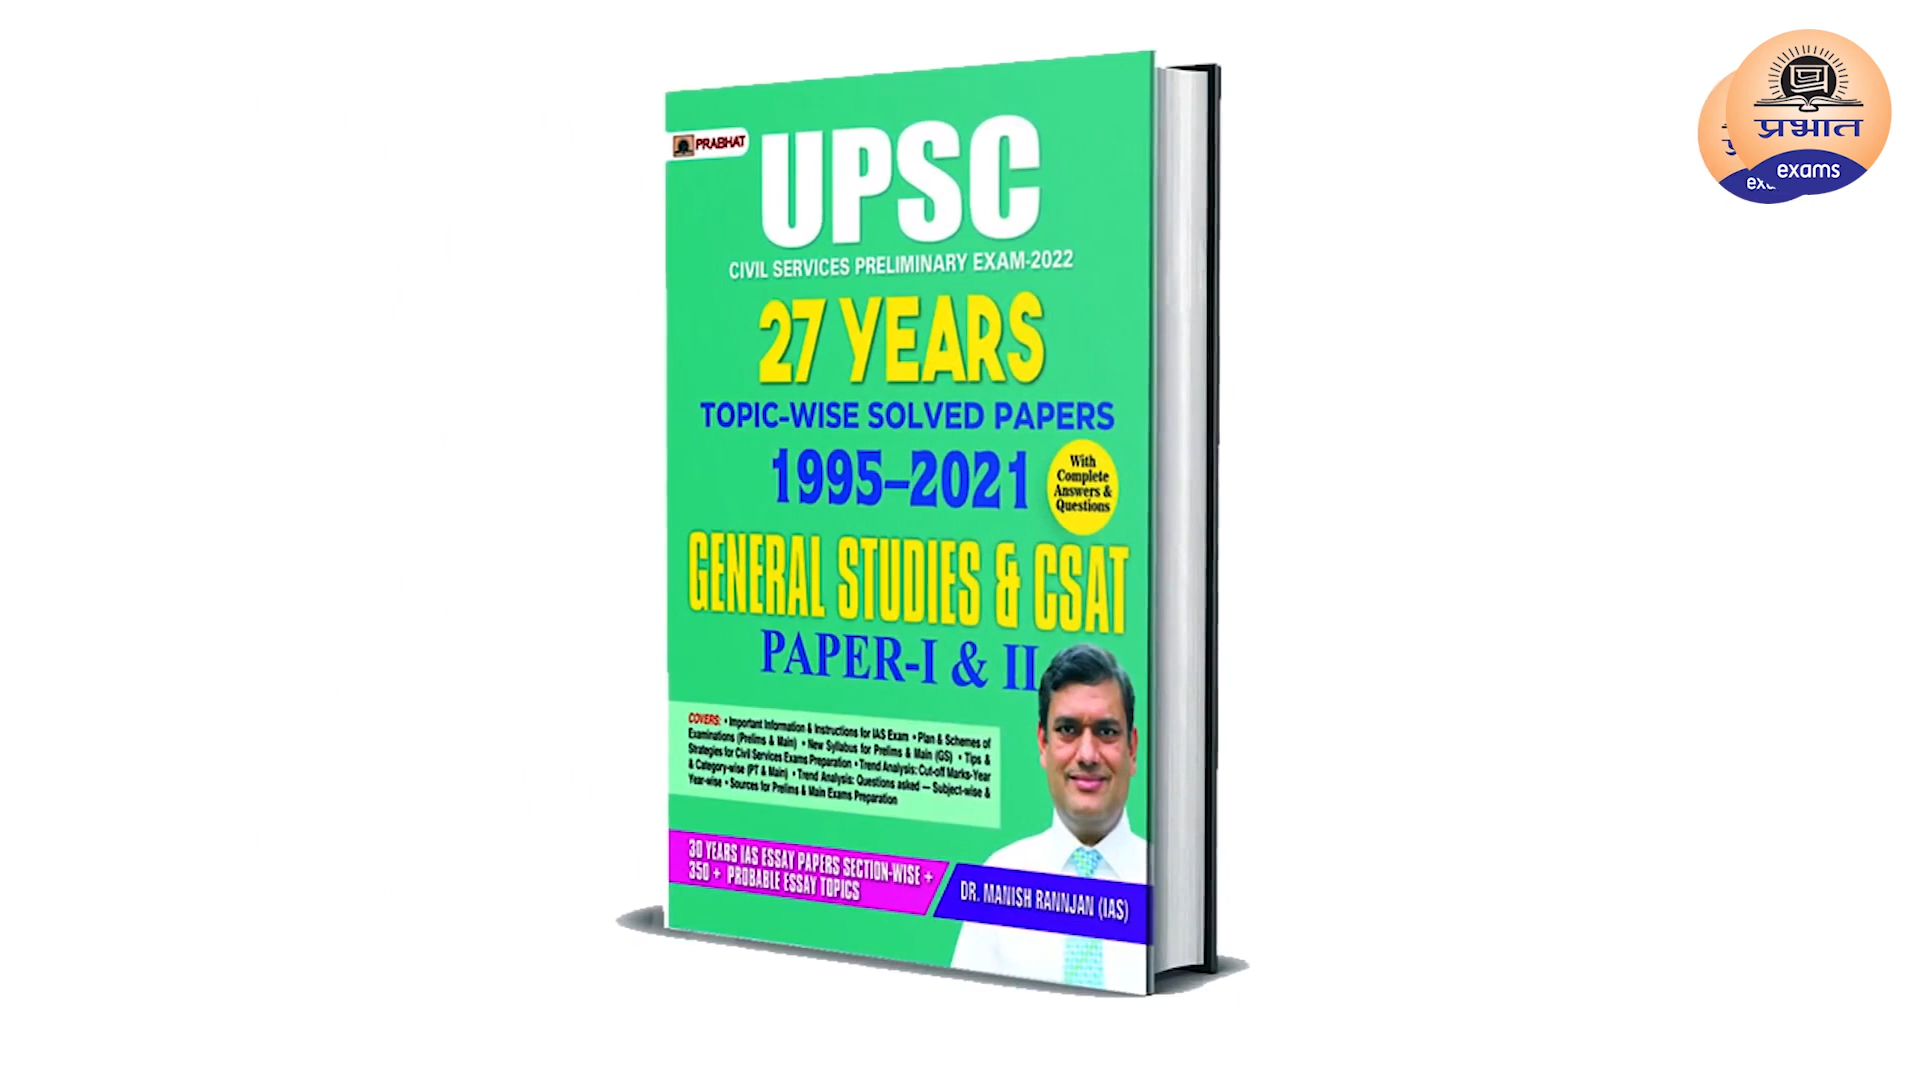 PRABHAT
UPSC
CIVIL SERVICES PRELIMINARY EXAM-2022
27 YEARS
TOPIC-WISE SOLVED PAPERS
1995–2021
With
Complete
Answers &
Questions
GENERAL STUDIES & CSAT
PAPER-I & II
COVERS: • Important Information & Instructions for IAS Exam • Plan & Schemes of
Examinations (Prelims & Main) • New Syllabus for Prelims & Main (GS) • Tips &
Strategies for Civil Services Exams Preparation • Trend Analysis: Cut-off Marks-Year
& Category-wise (PT & Main) • Trend Analysis: Questions asked — Subject-wise &
Year-wise • Sources for Prelims & Main Exams Preparation
30 YEARS IAS ESSAY PAPERS SECTION-WISE +
350 + PROBABLE ESSAY TOPICS
DR. MANISH RANNJAN (IAS)
प्रभात
exams